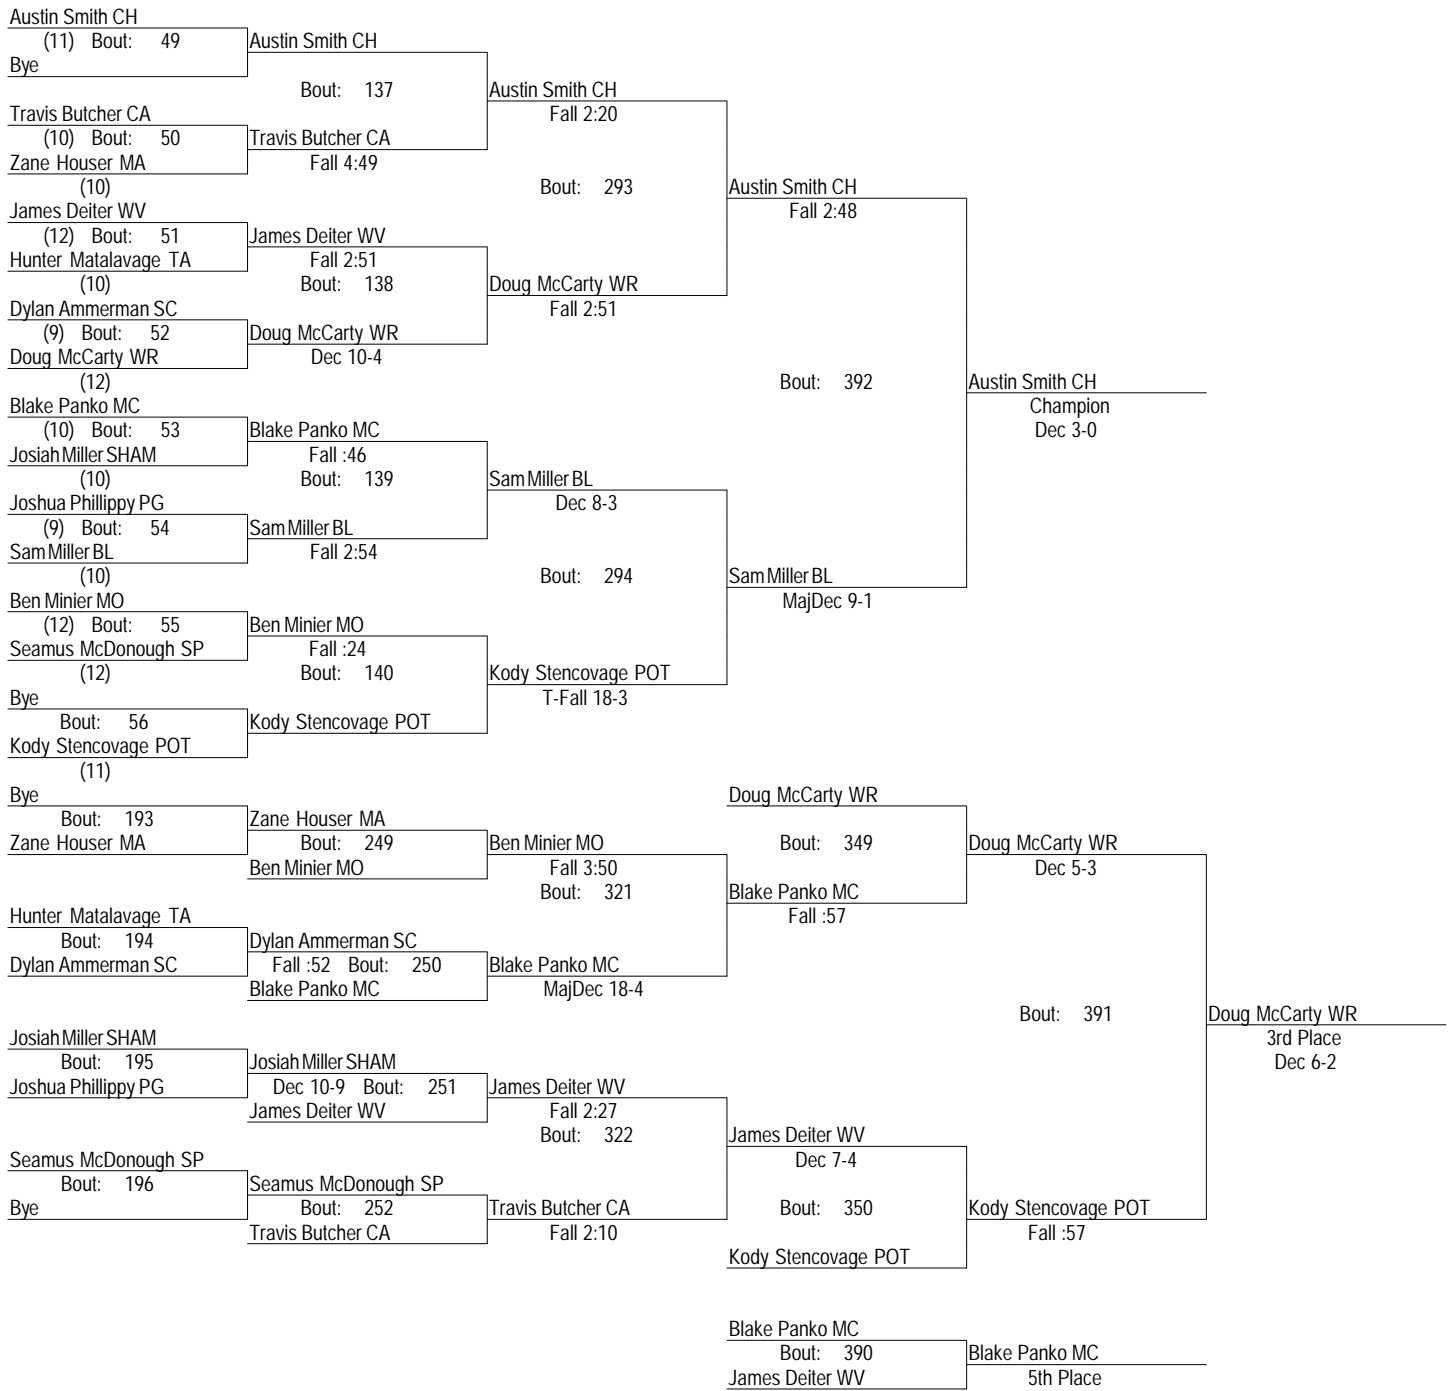 Austin Smith CH
(11) Bout: 49 Austin Smith CH
Bye
Bout: 137 Austin Smith CH
Travis Butcher CA Fall 2:20
(10) Bout: 50 Travis Butcher CA
Zane Houser MA Fall 4:49
(10) Bout: 293 Austin Smith CH
James Deiter WV Fall 2:48
(12) Bout: 51 James Deiter WV
Hunter Matalavage TA Fall 2:51
(10) Bout: 138 Doug McCarty WR
Dylan Ammerman SC Fall 2:51
(9) Bout: 52 Doug McCarty WR
Doug McCarty WR Dec 10-4
(12) Bout: 392 Austin Smith CH
Blake Panko MC Champion
(10) Bout: 53 Blake Panko MC Dec 3-0
Josiah Miller SHAM Fall :46
(10) Bout: 139 Sam Miller BL
Joshua Phillippy PG Dec 8-3
(9) Bout: 54 Sam Miller BL
Sam Miller BL Fall 2:54
(10) Bout: 294 Sam Miller BL
Ben Minier MO MajDec 9-1
(12) Bout: 55 Ben Minier MO
Seamus McDonough SP Fall :24
(12) Bout: 140 Kody Stencovage POT
Bye T-Fall 18-3
Bout: 56 Kody Stencovage POT
Kody Stencovage POT
(11)
Bye Doug McCarty WR
Bout: 193 Zane Houser MA
Zane Houser MA Bout: 249 Ben Minier MO Bout: 349 Doug McCarty WR
Ben Minier MO Fall 3:50 Dec 5-3
Bout: 321 Blake Panko MC
Hunter Matalavage TA Fall :57
Bout: 194 Dylan Ammerman SC
Dylan Ammerman SC Fall :52 Bout: 250 Blake Panko MC
Blake Panko MC MajDec 18-4
Bout: 391 Doug McCarty WR
Josiah Miller SHAM 3rd Place
Bout: 195 Josiah Miller SHAM Dec 6-2
Joshua Phillippy PG Dec 10-9 Bout: 251 James Deiter WV
James Deiter WV Fall 2:27
Bout: 322 James Deiter WV
Seamus McDonough SP Dec 7-4
Bout: 196 Seamus McDonough SP
Bye Bout: 252 Travis Butcher CA Bout: 350 Kody Stencovage POT
Travis Butcher CA Fall 2:10 Fall :57
Kody Stencovage POT
Blake Panko MC
Bout: 390 Blake Panko MC
James Deiter WV 5th Place